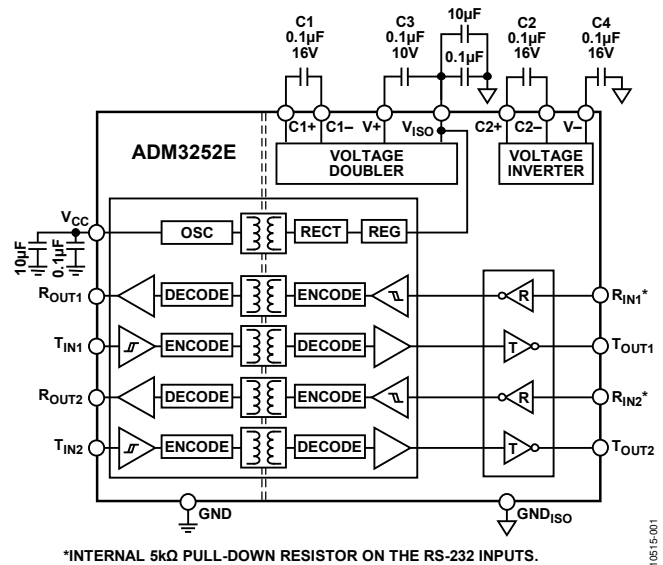 10µF
C1 C3 C2 C4
0.1µF 0.1µF 0.1µF 0.1µF
16V 10V 0.1µF 16V 16V
C1+ C1– V+ VISO C2+ C2– V–
ADM3252E
VOLTAGE DOUBLER
VOLTAGE INVERTER
VCC
10µF
0.1µF
OSC RECT REG
ROUT1 DECODE ENCODE R RIN1*
TIN1 ENCODE DECODE T TOUT1
ROUT2 DECODE ENCODE R RIN2*
TIN2 ENCODE DECODE T TOUT2
GND GNDISO
*INTERNAL 5kΩ PULL-DOWN RESISTOR ON THE RS-232 INPUTS.
10515-001